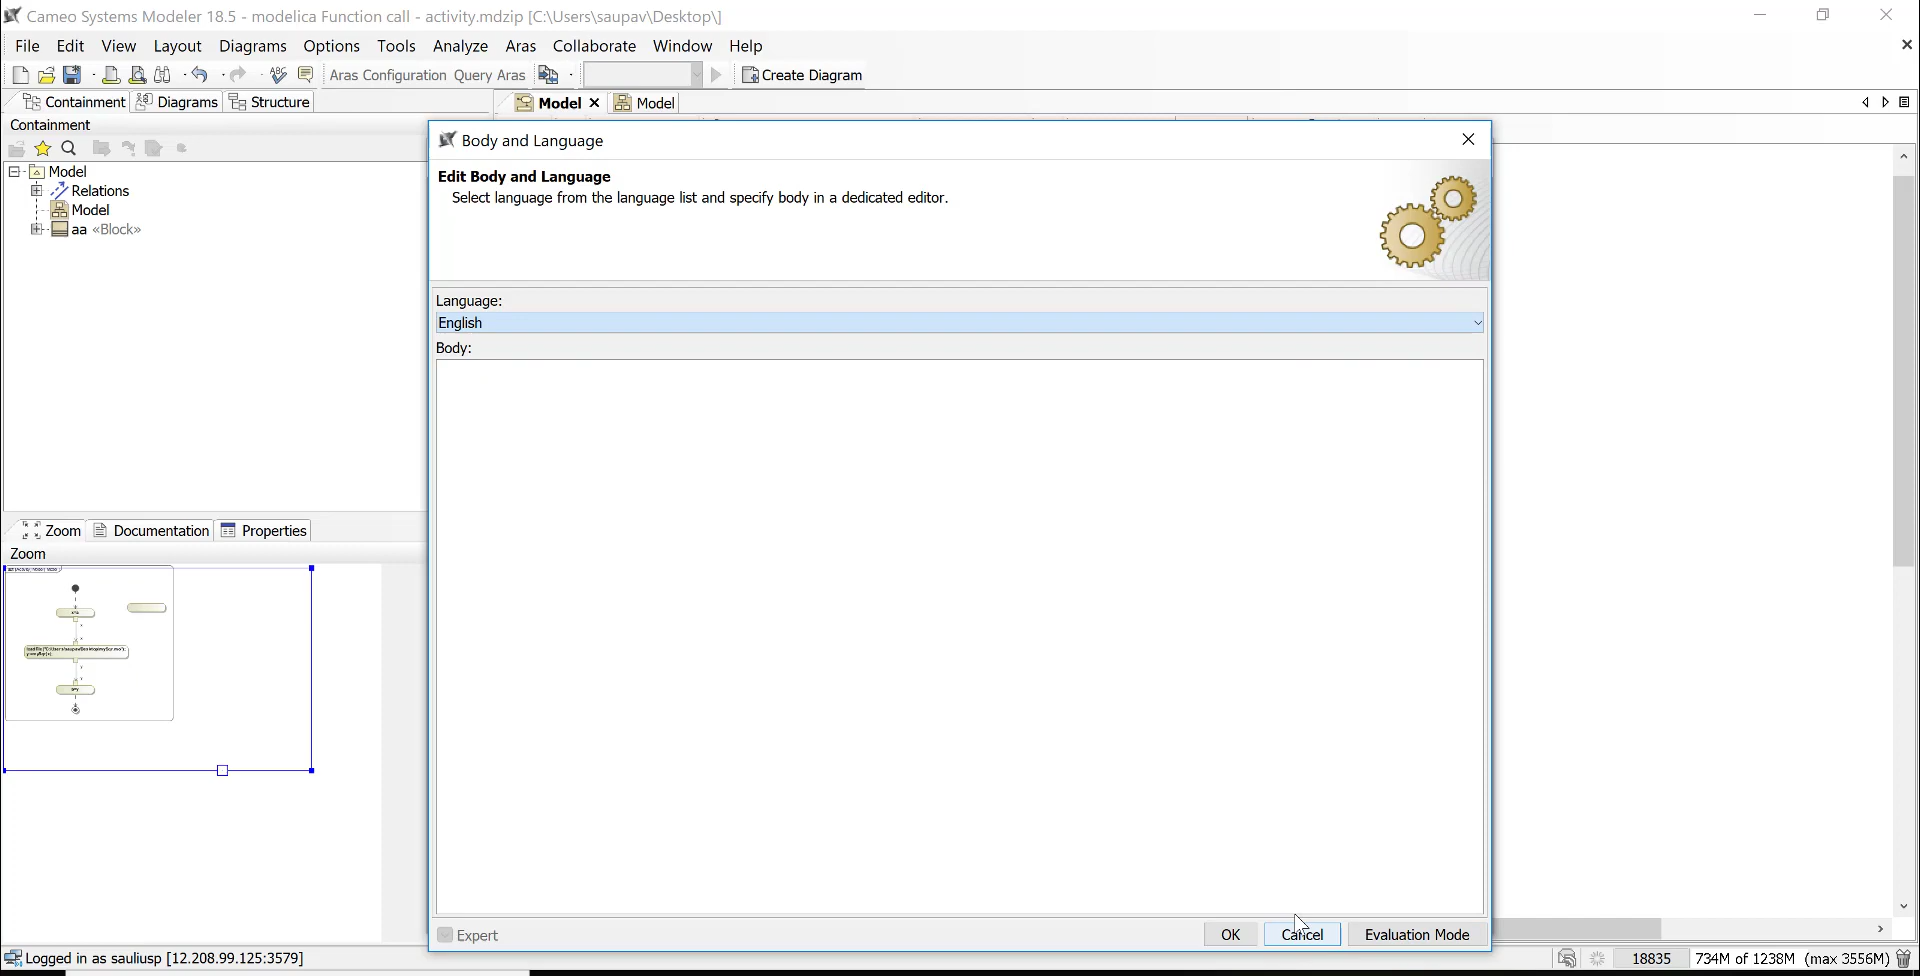 Cameo Systems Modeler 18.5 - modelica Function call - activity.mdzip [C:\Users\saupav\Desktop\]
File Edit View Layout Diagrams Options Tools Analyze Aras Collaborate Window Help
Aras Configuration Query Aras Create Diagram
Containment Diagrams Structure Model Model
Containment
Body and Language
Model
Relations
Model
aa «Block»
Edit Body and Language
Select language from the language list and specify body in a dedicated editor.
Language:
English
Body:
Zoom Documentation Properties
Zoom
Expert OK Cancel Evaluation Mode
Logged in as sauliusp [12.208.99.125:3579] 18835 734M of 1238M (max 3556M)